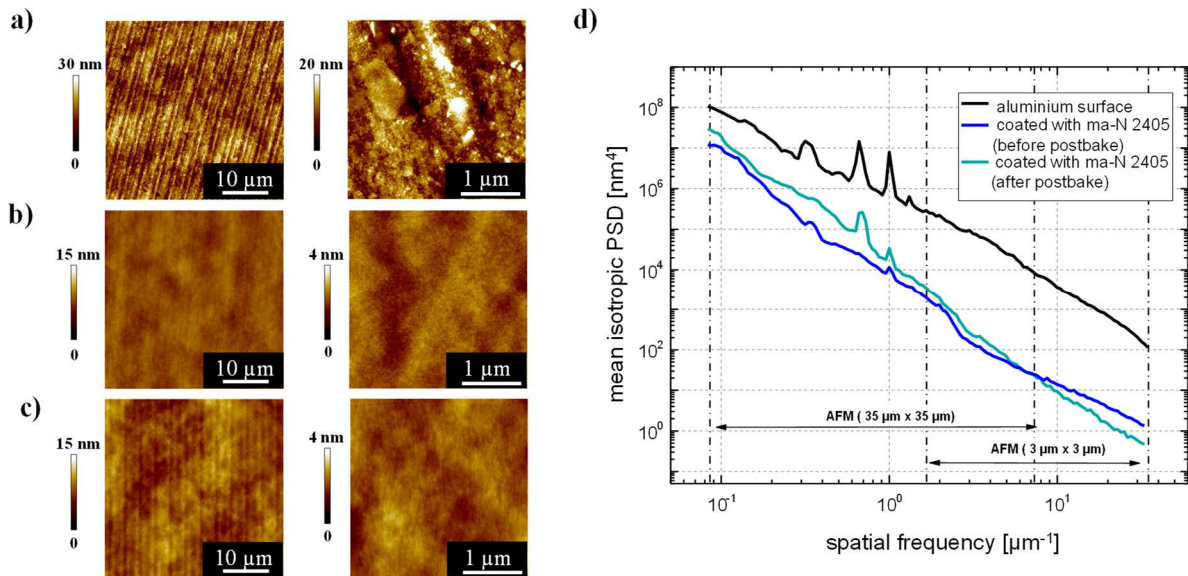 a)
30 nm
0
10 µm
20 nm
0
1 µm
b)
15 nm
0
10 µm
4 nm
0
1 µm
c)
15 nm
0
10 µm
4 nm
0
1 µm
d)
mean isotropic PSD [nm⁴]
10⁸
10⁶
10⁴
10²
10⁰
aluminium surface
coated with ma-N 2405
(before postbake)
coated with ma-N 2405
(after postbake)
AFM ( 35 µm x 35 µm)
AFM ( 3 µm x 3 µm)
10⁻¹
10⁰
10¹
spatial frequency [µm⁻¹]